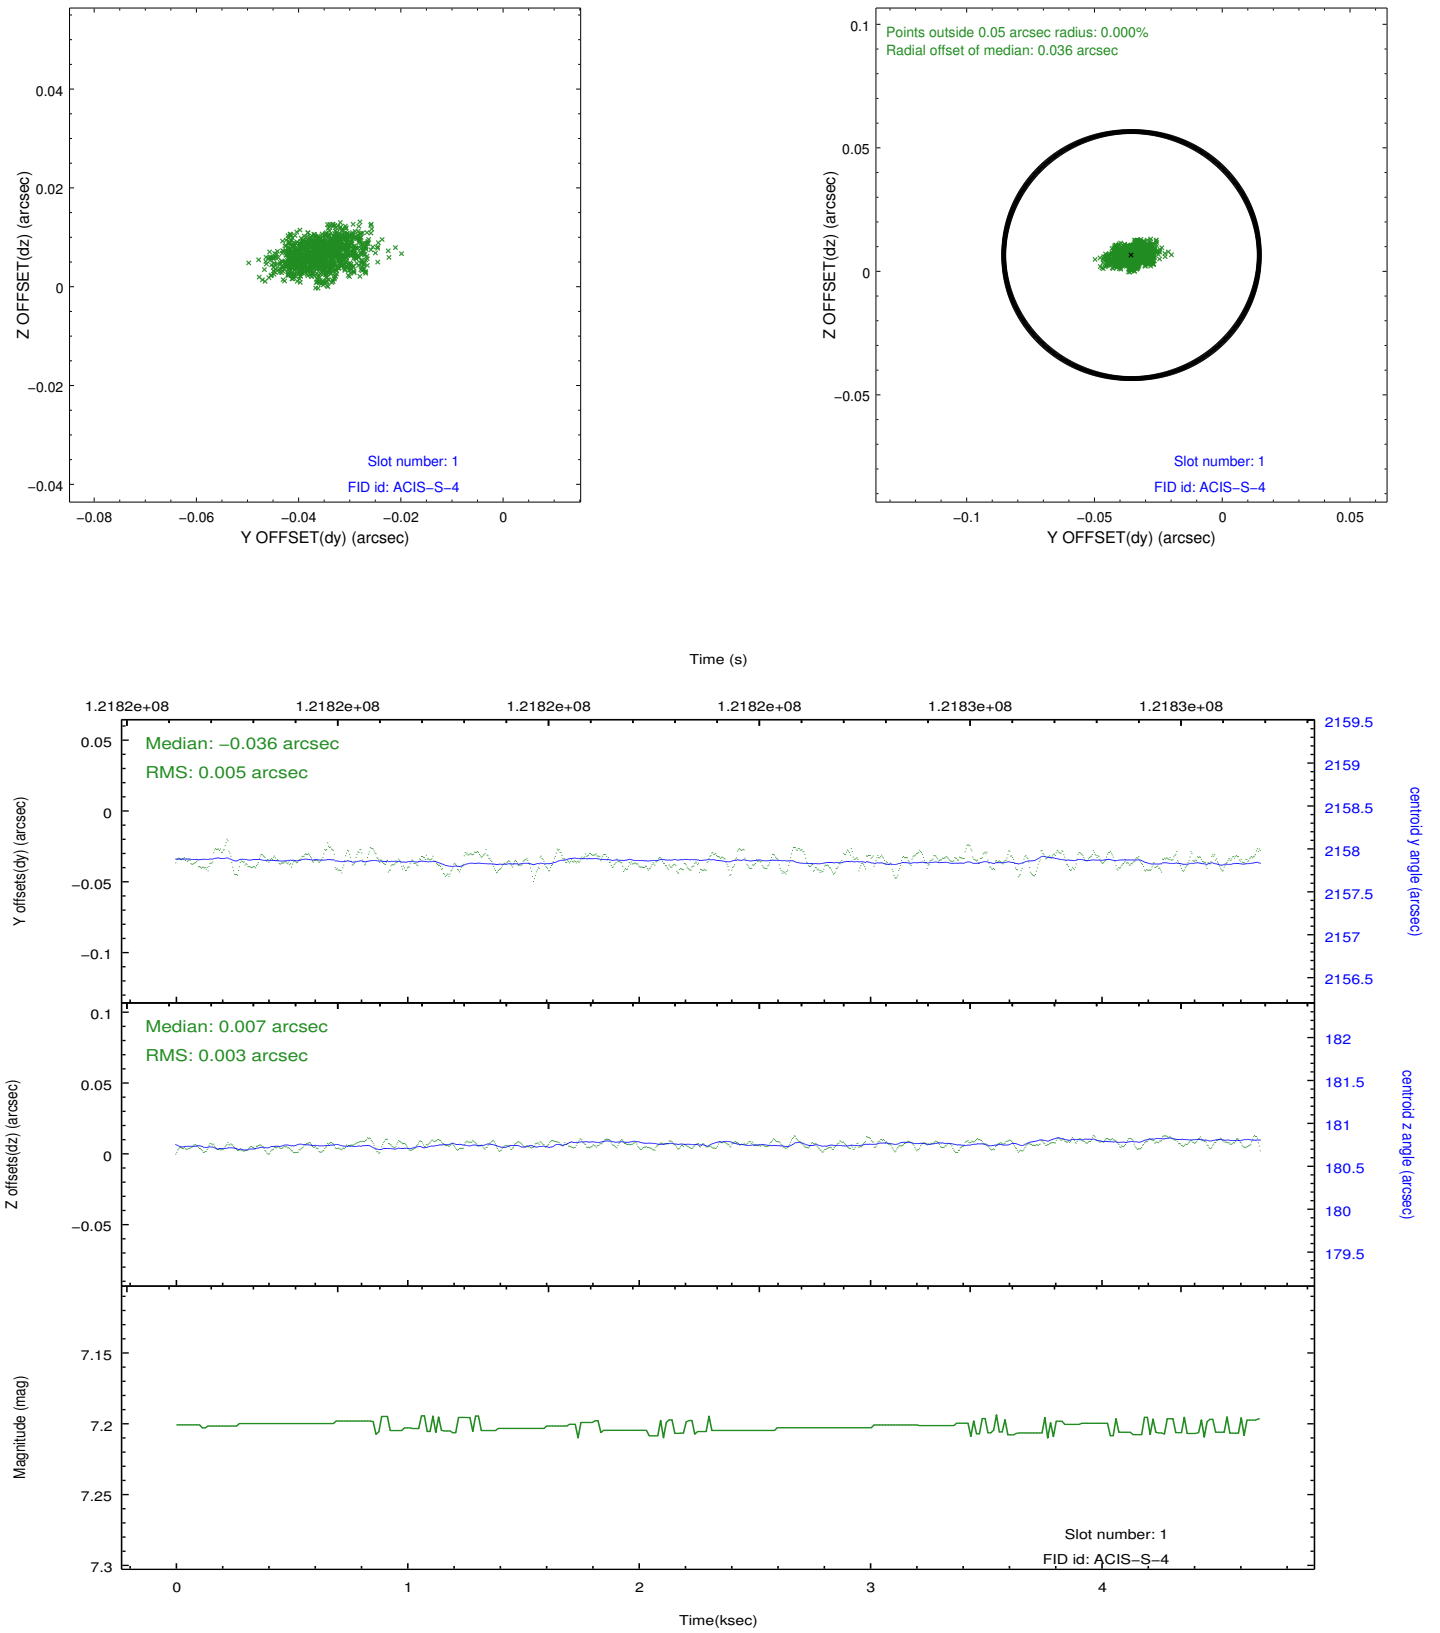 0.04
0.02
0
−0.02
−0.04
Z OFFSET(dz) (arcsec)
Slot number: 1
FID id: ACIS−S−4
−0.08 −0.06 −0.04 −0.02 0
Y OFFSET(dy) (arcsec)
0.1
0.05
0
−0.05
Z OFFSET(dz) (arcsec)
Points outside 0.05 arcsec radius: 0.000%
Radial offset of median: 0.036 arcsec
Slot number: 1
FID id: ACIS−S−4
−0.1 −0.05 0 0.05
Y OFFSET(dy) (arcsec)
Time (s)
1.2182e+08 1.2182e+08 1.2182e+08 1.2182e+08 1.2183e+08 1.2183e+08
Median: −0.036 arcsec
RMS: 0.005 arcsec
0.05
0
−0.05
−0.1
Y offsets(dy) (arcsec)
2159.5
2159
2158.5
2158
2157.5
2157
2156.5
centroid y angle (arcsec)
Median: 0.007 arcsec
RMS: 0.003 arcsec
0.1
0.05
0
−0.05
Z offsets(dz) (arcsec)
182
181.5
181
180.5
180
179.5
centroid z angle (arcsec)
7.15
7.2
7.25
7.3
Magnitude (mag)
Slot number: 1
FID id: ACIS−S−4
0 1 2 3 4
Time(ksec)